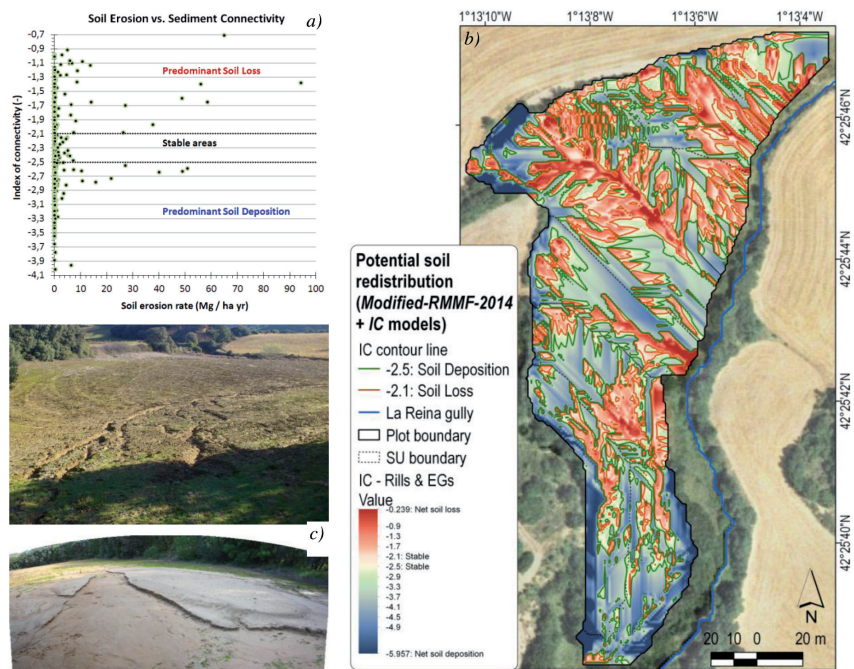 Soil Erosion vs. Sediment Connectivity
a)
Index of connectivity (-)
-0,7
-0,9
-1,1
-1,3
-1,5
-1,7
-1,9
-2,1
-2,3
-2,5
-2,7
-2,9
-3,1
-3,3
-3,5
-3,7
-3,9
-4,1
Predominant Soil Loss
Stable areas
Predominant Soil Deposition
0 10 20 30 40 50 60 70 80 90 100
Soil erosion rate (Mg / ha yr)
c)
b)
1°13'10"W 1°13'8"W 1°13'6"W 1°13'4"W
42°25'46"N
42°25'44"N
42°25'42"N
42°25'40"N
Potential soil
redistribution
(Modified-RMMF-2014
+ IC models)
IC contour line
-2.5: Soil Deposition
-2.1: Soil Loss
La Reina gully
Plot boundary
SU boundary
IC - Rills & EGs
Value
-0.239: Net soil loss
-0.9
-1.3
-1.7
-2.1: Stable
-2.5: Stable
-2.9
-3.3
-3.7
-4.1
-4.5
-4.9
-5.957: Net soil deposition
N
20 10 0 20 m